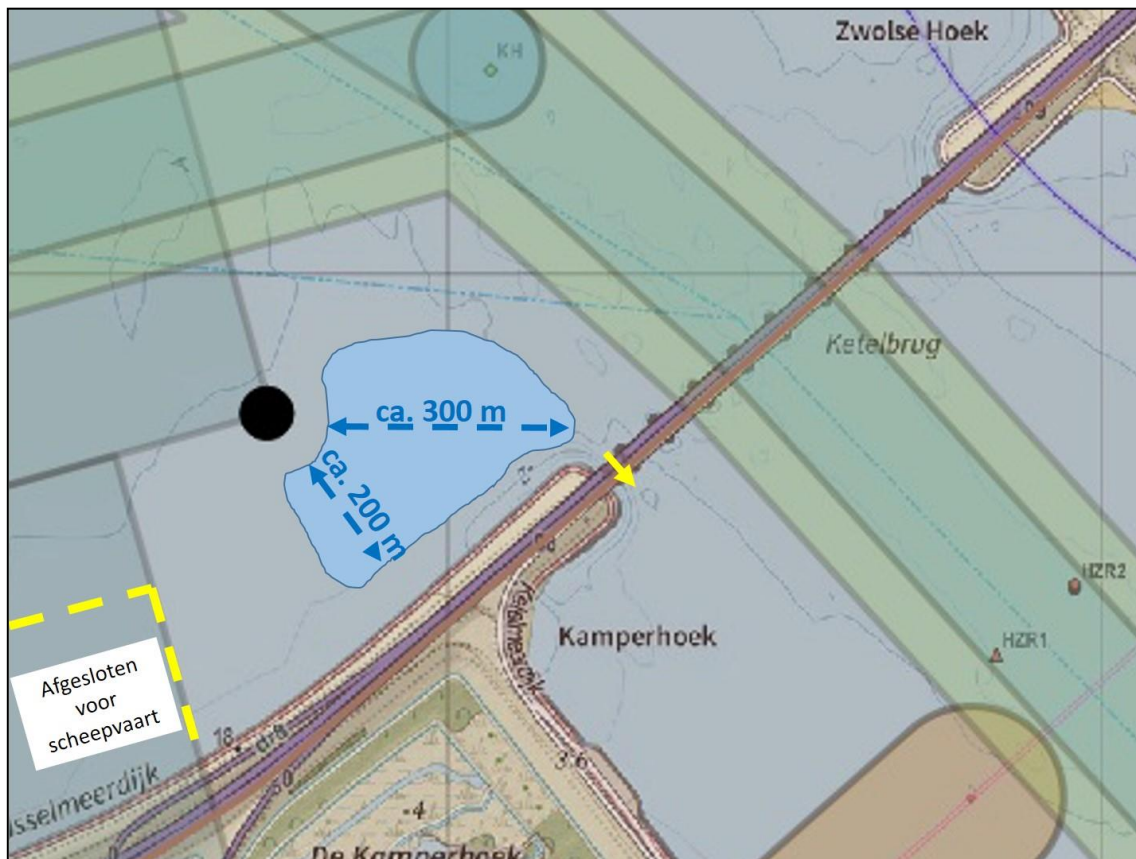 Zwolse Hoek
KH
Ketelbrug
ca. 300 m
ca. 200 m
HZR2
HZR1
Kamperhoek
Ketelmeerdijk
Afgesloten
voor
scheepvaart
18
3.6
sselmeerdijk
-4
De Kamperhoek